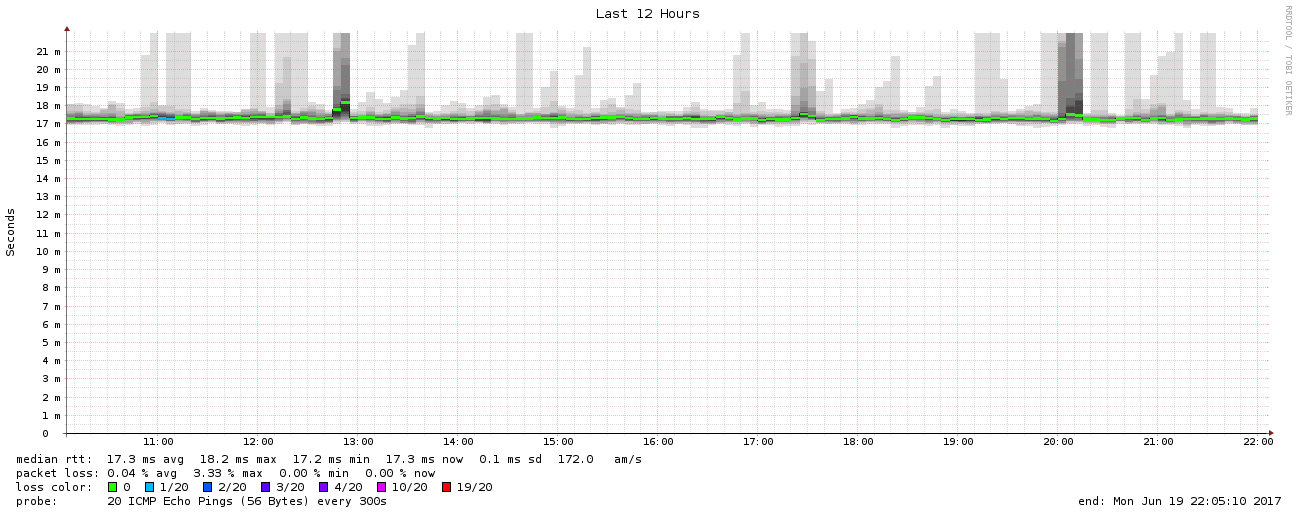 Last 12 Hours
RRDTOOL / TOBI OETIKER
Seconds
21 m
20 m
19 m
18 m
17 m
16 m
15 m
14 m
13 m
12 m
11 m
10 m
9 m
8 m
7 m
6 m
5 m
4 m
3 m
2 m
1 m
0
11:00 12:00 13:00 14:00 15:00 16:00 17:00 18:00 19:00 20:00 21:00 22:00
median rtt: 17.3 ms avg 18.2 ms max 17.2 ms min 17.3 ms now 0.1 ms sd 172.0 am/s
packet loss: 0.04 % avg 3.33 % max 0.00 % min 0.00 % now
loss color: 0 1/20 2/20 3/20 4/20 10/20 19/20
probe: 20 ICMP Echo Pings (56 Bytes) every 300s end: Mon Jun 19 22:05:10 2017